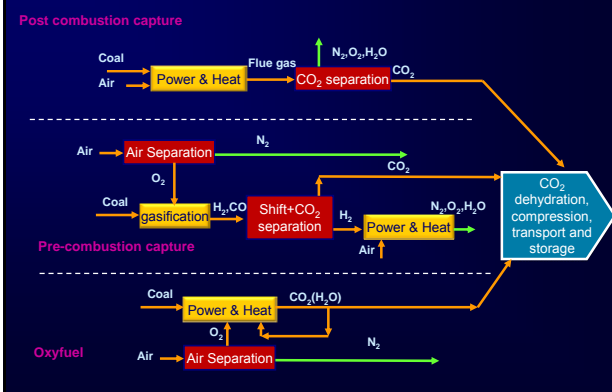 Post combustion capture
N₂,O₂,H₂O
Coal
Flue gas
Air
Power & Heat
CO₂ separation
CO₂
Air
Air Separation
N₂
O₂
CO₂
Coal
gasification
H₂,CO
Shift+CO₂
separation
H₂
N₂,O₂,H₂O
Power & Heat
Air
Pre-combustion capture
CO₂
dehydration,
compression,
transport and
storage
Coal
Power & Heat
CO₂(H₂O)
O₂
Oxyfuel
Air
Air Separation
N₂